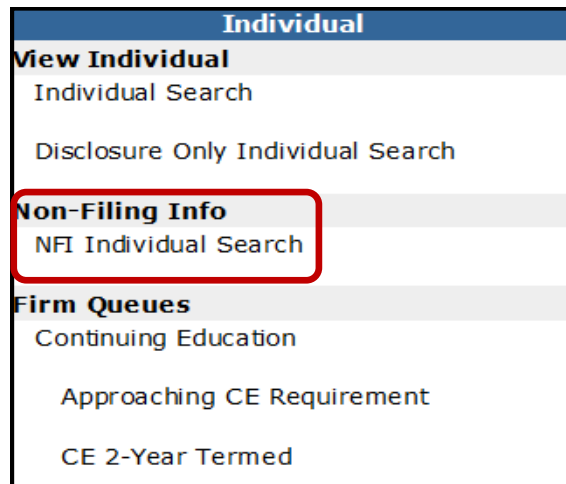 Individual
View Individual
Individual Search
Disclosure Only Individual Search
Non-Filing Info
NFI Individual Search
Firm Queues
Continuing Education
Approaching CE Requirement
CE 2-Year Termed